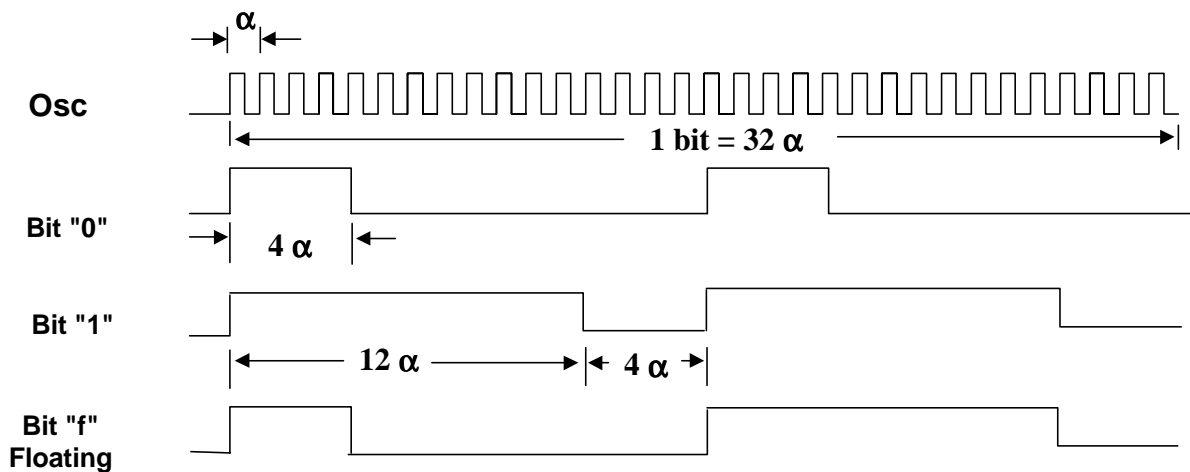 α
Osc
1 bit = 32 α
Bit "0"
4 α
Bit "1"
12 α
4 α
Bit "f"
Floating